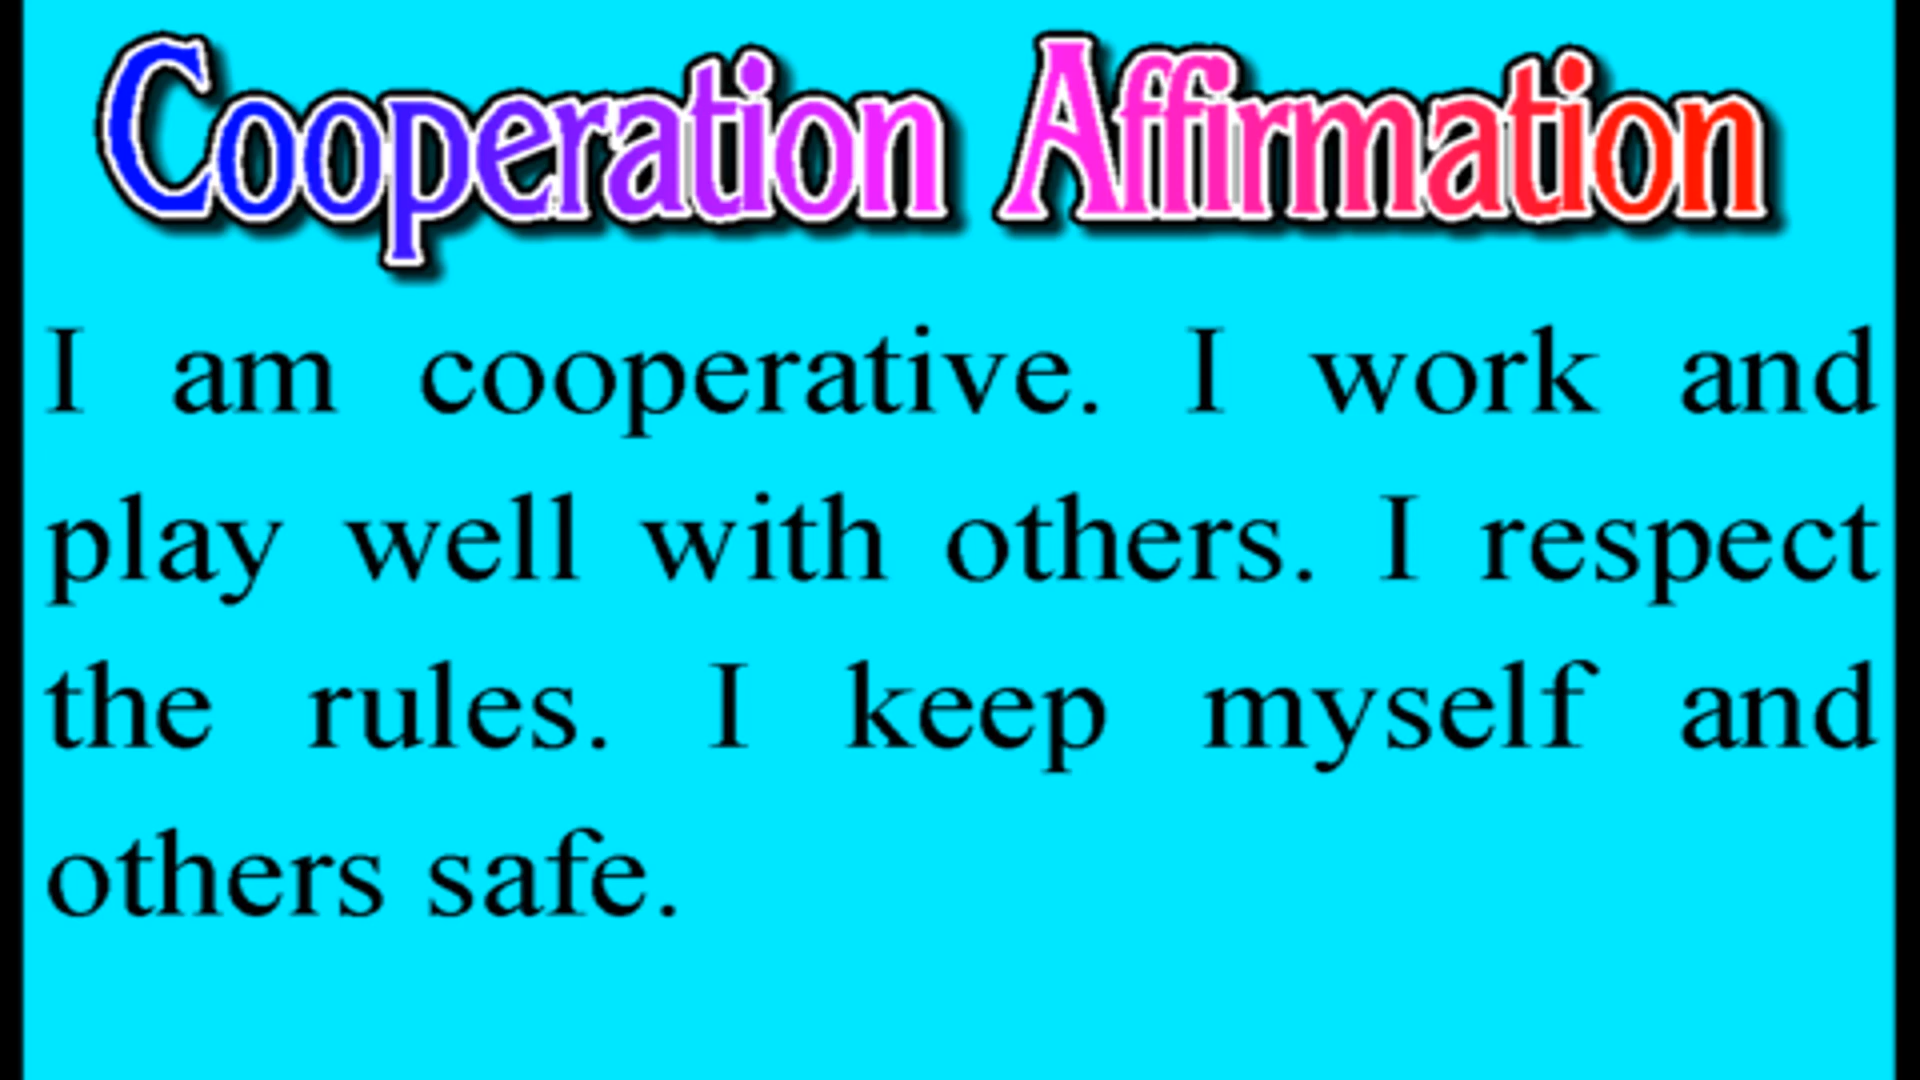 Cooperation Affirmation
I am cooperative. I work and
play well with others. I respect
the rules. I keep myself and
others safe.